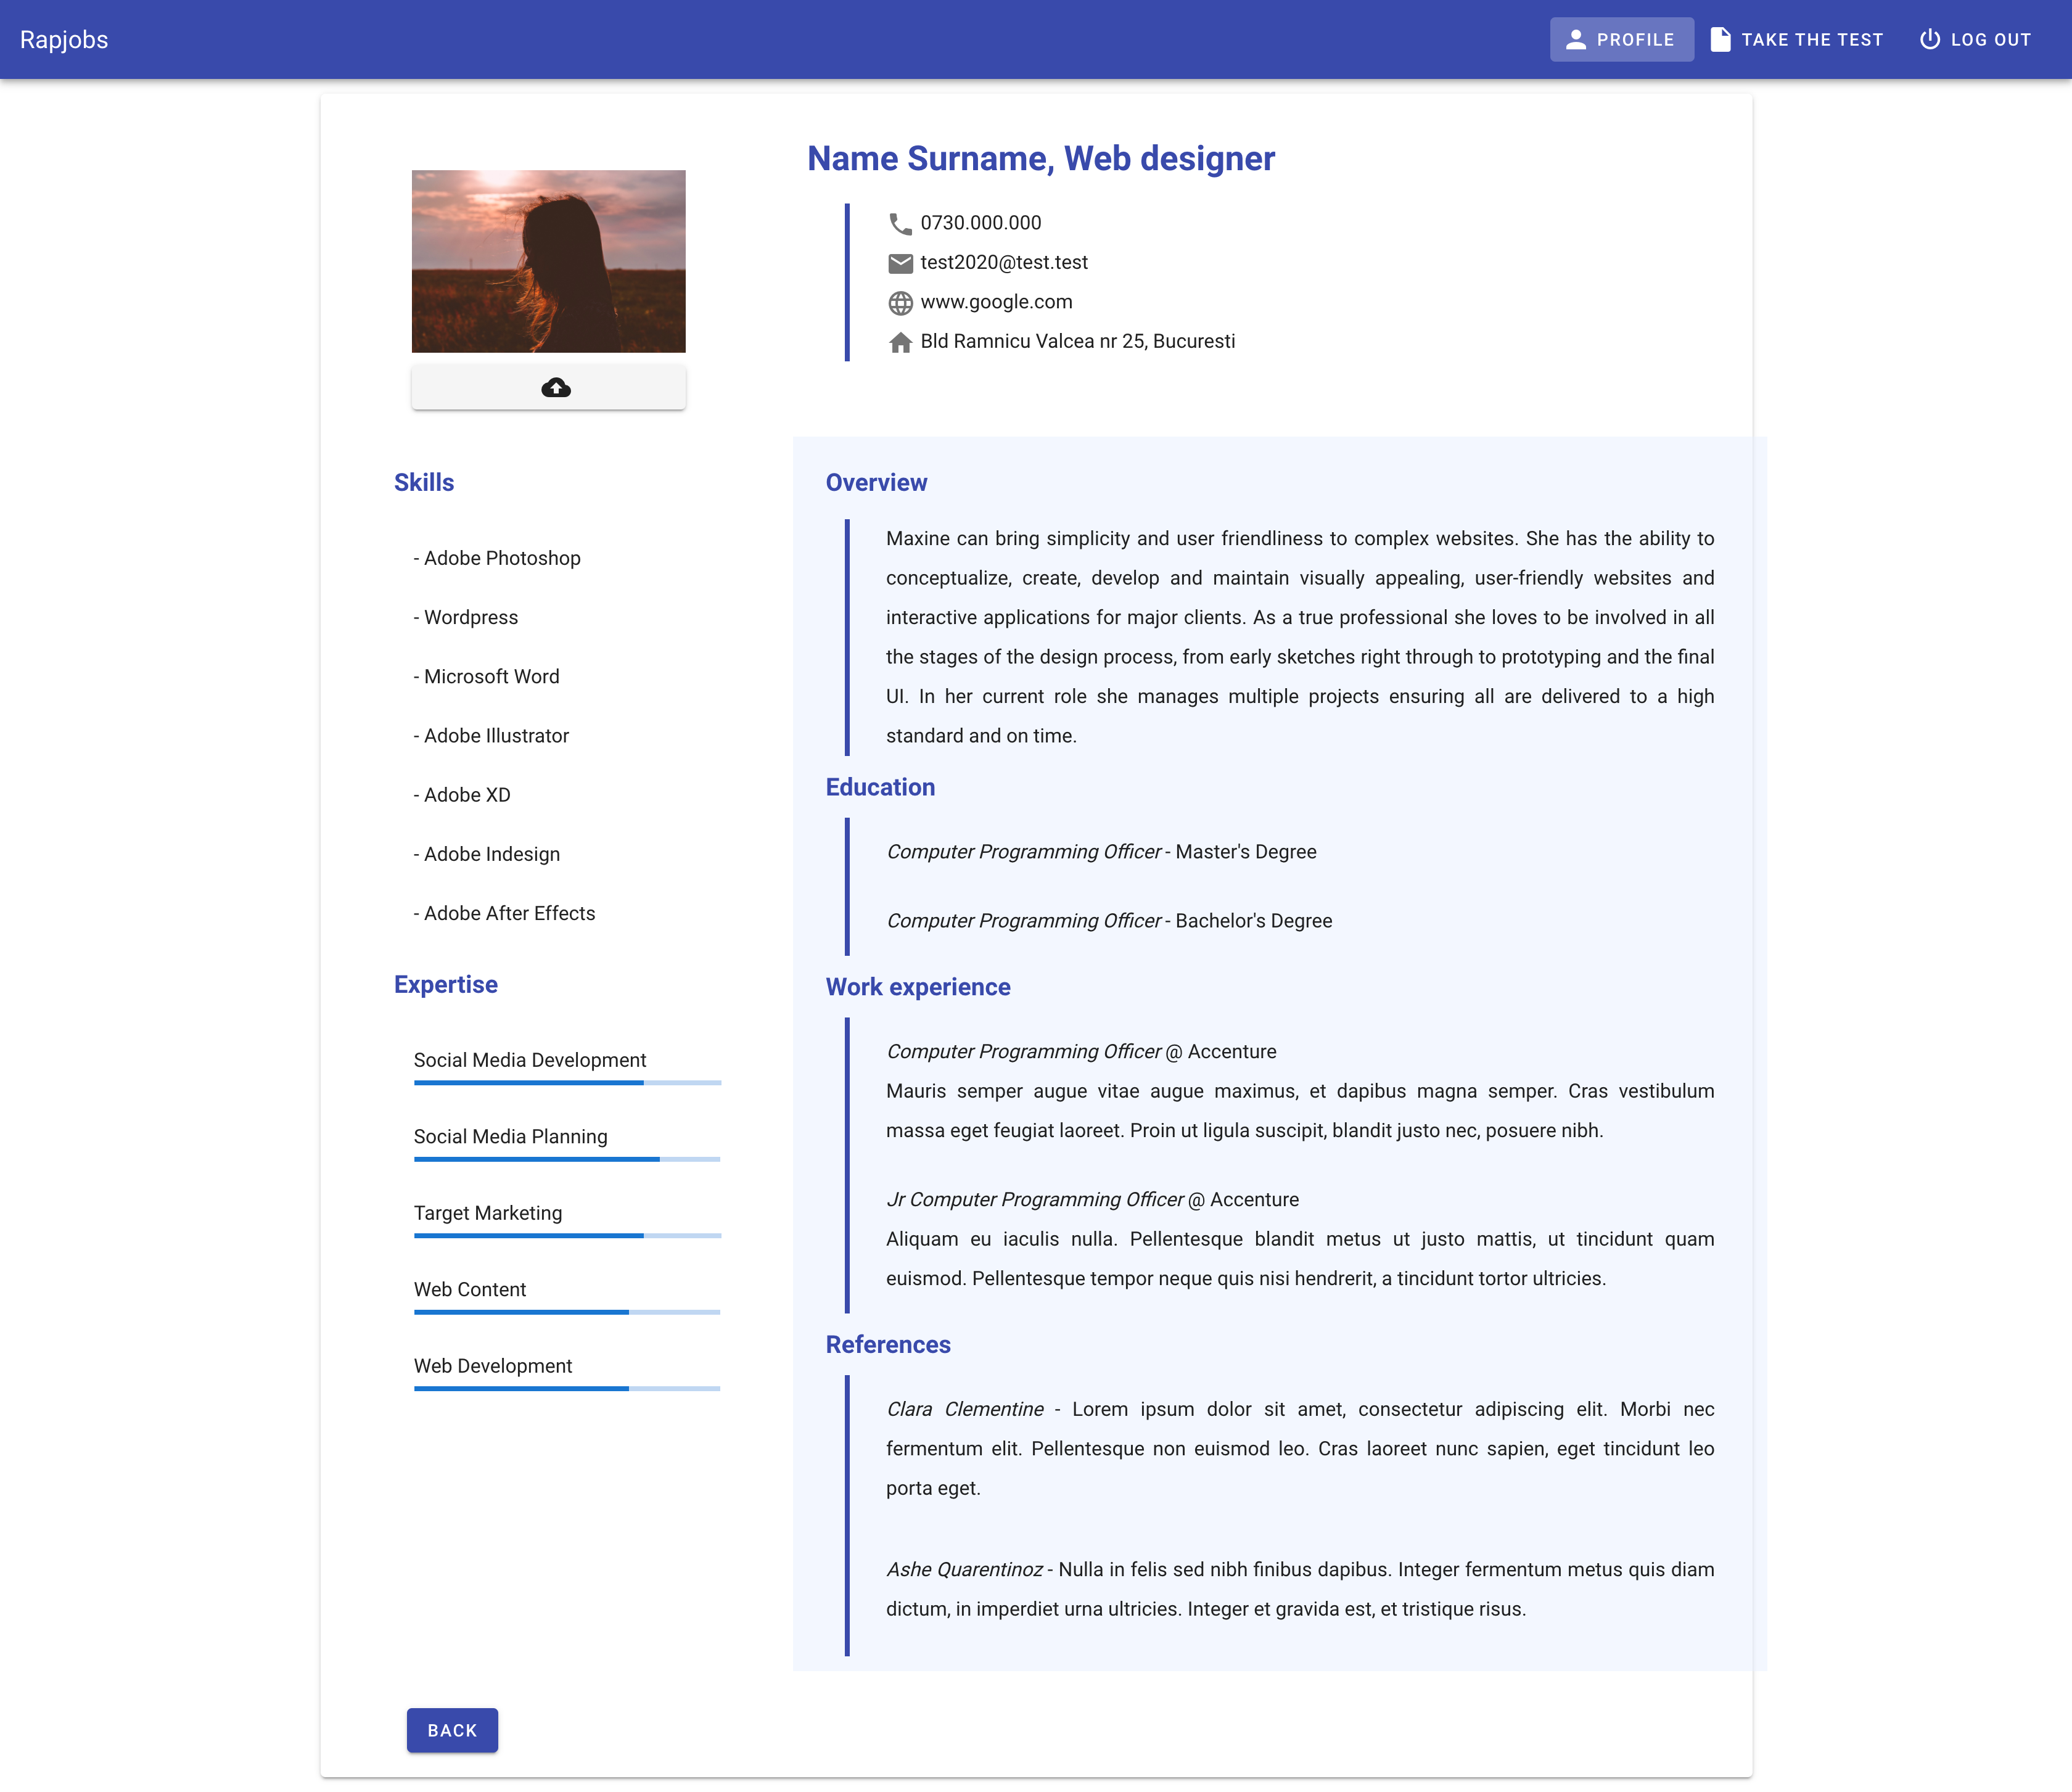 Rapjobs
PROFILE
TAKE THE TEST
LOG OUT
Name Surname, Web designer
0730.000.000
test2020@test.test
www.google.com
Bld Ramnicu Valcea nr 25, Bucuresti
Skills
- Adobe Photoshop
- Wordpress
- Microsoft Word
- Adobe Illustrator
- Adobe XD
- Adobe Indesign
- Adobe After Effects
Expertise
Social Media Development
Social Media Planning
Target Marketing
Web Content
Web Development
Overview
Maxine can bring simplicity and user friendliness to complex websites. She has the ability to
conceptualize, create, develop and maintain visually appealing, user-friendly websites and
interactive applications for major clients. As a true professional she loves to be involved in all
the stages of the design process, from early sketches right through to prototyping and the final
UI. In her current role she manages multiple projects ensuring all are delivered to a high
standard and on time.
Education
Computer Programming Officer - Master's Degree
Computer Programming Officer - Bachelor's Degree
Work experience
Computer Programming Officer @ Accenture
Mauris semper augue vitae augue maximus, et dapibus magna semper. Cras vestibulum
massa eget feugiat laoreet. Proin ut ligula suscipit, blandit justo nec, posuere nibh.
Jr Computer Programming Officer @ Accenture
Aliquam eu iaculis nulla. Pellentesque blandit metus ut justo mattis, ut tincidunt quam
euismod. Pellentesque tempor neque quis nisi hendrerit, a tincidunt tortor ultricies.
References
Clara Clementine - Lorem ipsum dolor sit amet, consectetur adipiscing elit. Morbi nec
fermentum elit. Pellentesque non euismod leo. Cras laoreet nunc sapien, eget tincidunt leo
porta eget.
Ashe Quarentinoz - Nulla in felis sed nibh finibus dapibus. Integer fermentum metus quis diam
dictum, in imperdiet urna ultricies. Integer et gravida est, et tristique risus.
BACK